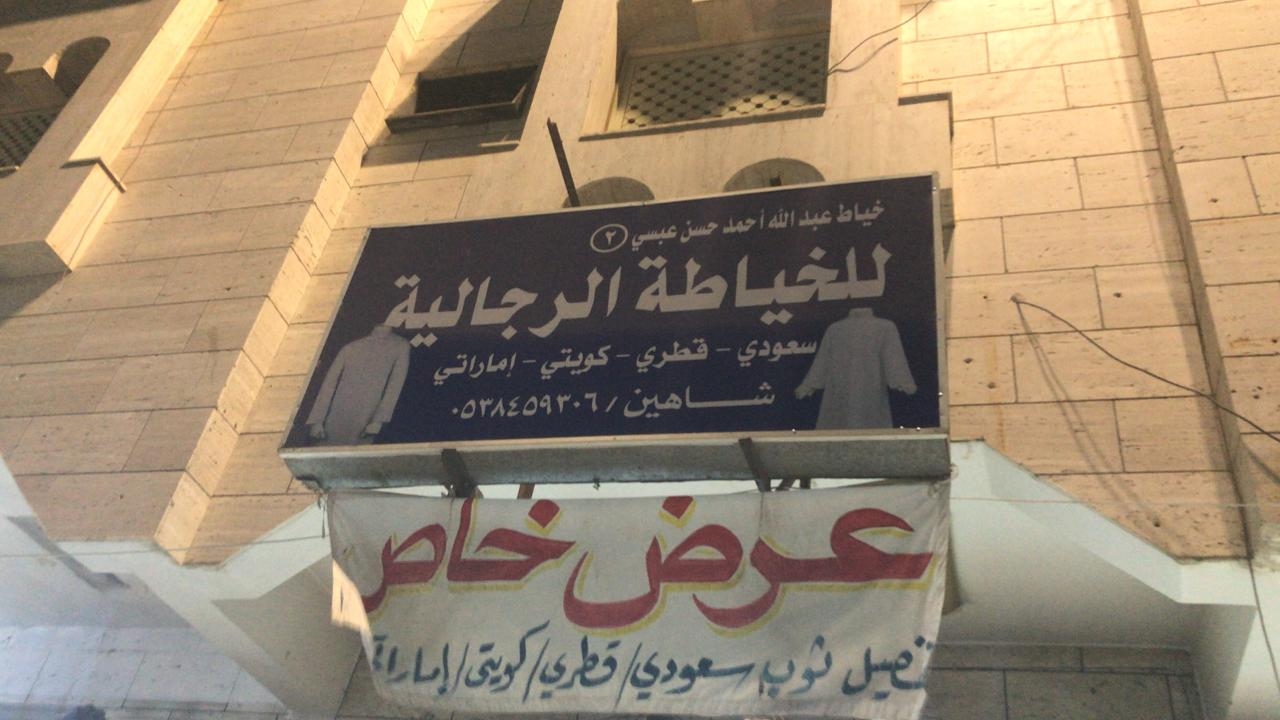 خياط عبد الله أحمد حسن عبسي ٢
للخياطة الرجالية
سعودي - قطري - كويتي - إماراتي
شاهين / ٠٥٣٨٤٥٩٣٠٦
عرض خاص
تفصيل ثوب سعودي/قطري/كويتي/إماراتي